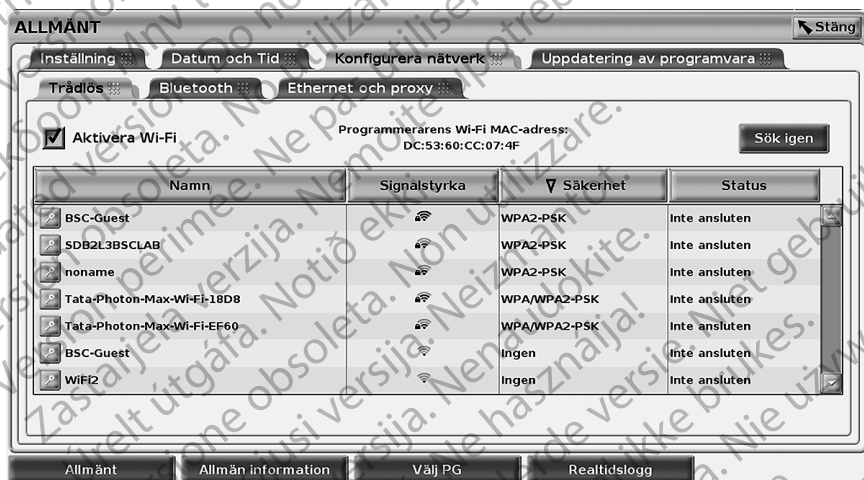 ALLMÄNT
Stäng
Inställning Datum och Tid Konfigurera nätverk Uppdatering av programvara
Trådlös Bluetooth Ethernet och proxy
Aktivera Wi-Fi
Programmerarens Wi-Fi MAC-adress:
DC:53:60:CC:07:4F
Sök igen
Namn Signalstyrka Säkerhet Status
BSC-Guest WPA2-PSK Inte ansluten
SDB2L3BSCLAB WPA2-PSK Inte ansluten
noname WPA2-PSK Inte ansluten
Tata-Photon-Max-Wi-Fi-18D8 WPA/WPA2-PSK Inte ansluten
Tata-Photon-Max-Wi-Fi-EF60 WPA/WPA2-PSK Inte ansluten
BSC-Guest Ingen Inte ansluten
WiFi2 Ingen Inte ansluten
Allmänt Allmän information Välj PG Realtidslogg